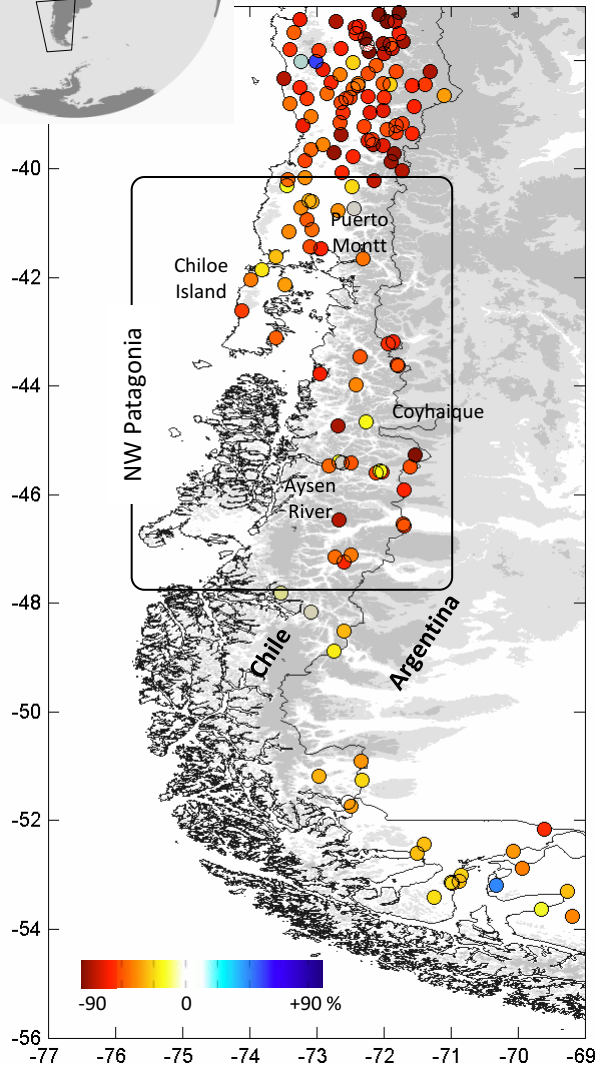 -40
Puerto
Montt
-42
Chiloe
Island
NW Patagonia
-44
Coyhaique
Aysen
River
-46
-48
Chile
Argentina
-50
-52
-54
-90
0
+90 %
-56
-77
-76
-75
-74
-73
-72
-71
-70
-69